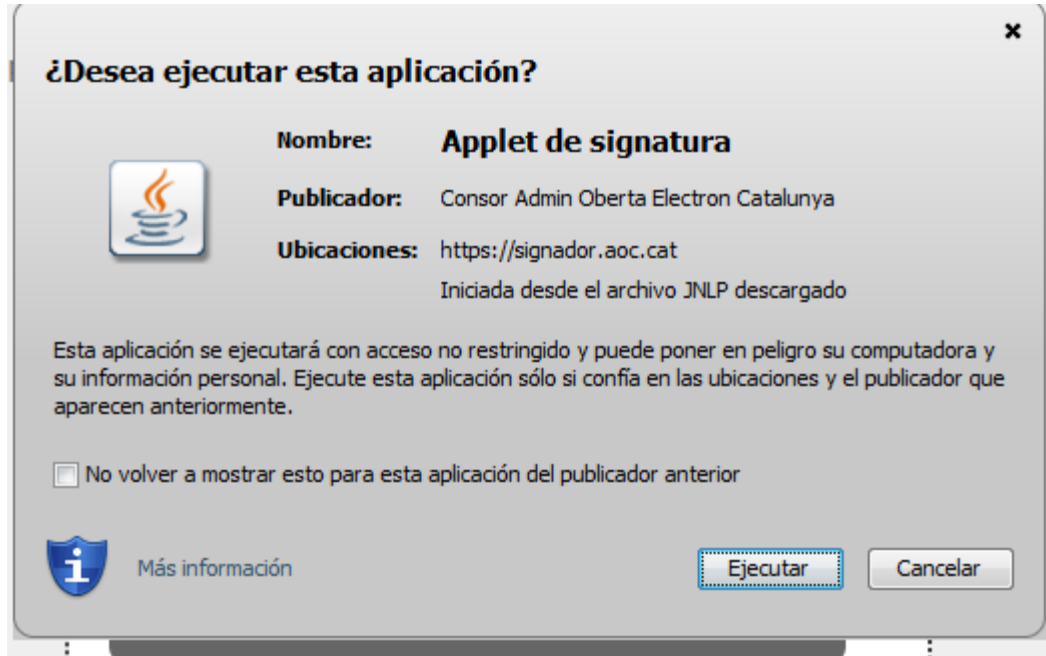 ¿Desea ejecutar esta aplicación?
Nombre: Applet de signatura
Publicador: Consor Admin Oberta Electron Catalunya
Ubicaciones: https://signador.aoc.cat
Iniciada desde el archivo JNLP descargado
Esta aplicación se ejecutará con acceso no restringido y puede poner en peligro su computadora y
su información personal. Ejecute esta aplicación sólo si confía en las ubicaciones y el publicador que
aparecen anteriormente.
No volver a mostrar esto para esta aplicación del publicador anterior
Más información
Ejecutar
Cancelar